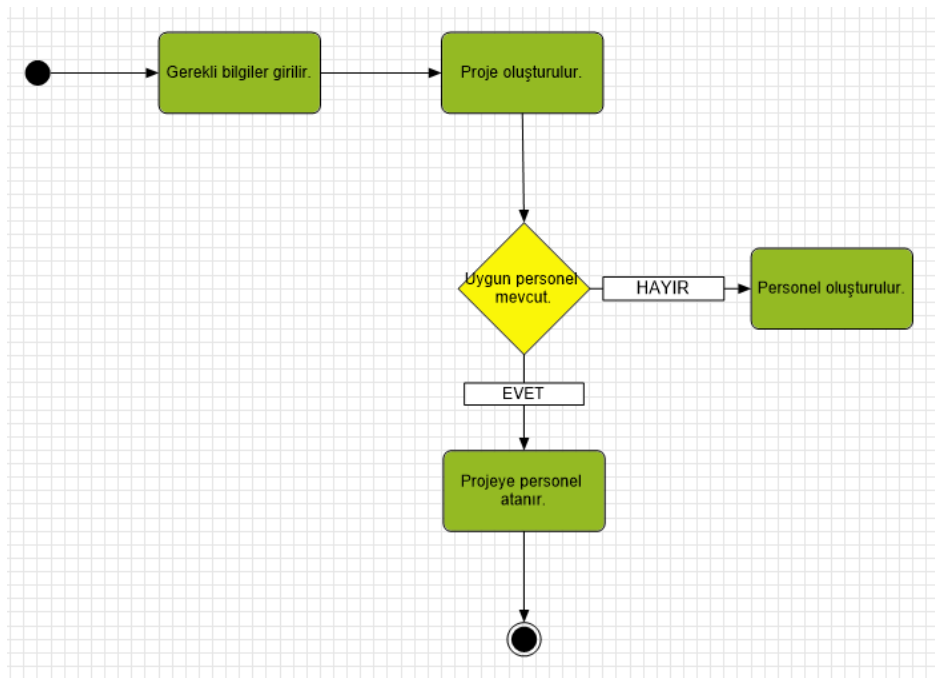 Gerekli bilgiler girilir.
Proje oluşturulur.
Uygun personel
mevcut.
HAYIR
Personel oluşturulur.
EVET
Projeye personel
atanır.